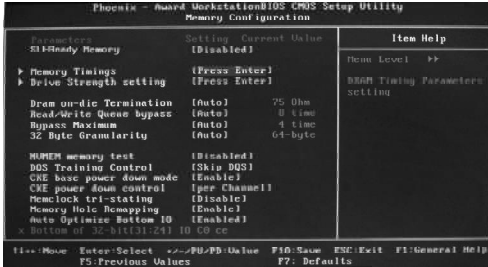 Phoenix - Award WorkstationBIOS CMOS Setup Utility
Memory Configuration
Parameters Setting Current Value
SLI-Ready Memory [Disabled]
Memory Timings [Press Enter]
Drive Strength setting [Press Enter]
Dram on-die Termination [Auto] 75 Ohm
Read/Write Queue bypass [Auto] 8 time
Bypass Maximum [Auto] 4 time
32 Byte Granularity [Auto] 64-byte
MUMEM memory test [Disabled]
DQS Training Control [Skip DQS]
CKE base power down mode [Enable]
CKE power down control [per Channel]
Memclock tri-stating [Disable]
Memory Hole Remapping [Enable]
Auto Optimize Bottom IO [Enabled]
x Bottom of 32-bit[31:24] IO C0 ce
Item Help
Menu Level ▸▸
DRAM Timing Parameters
setting
↑↓→←:Move Enter:Select +/-/PU/PD:Value F10:Save ESC:Exit F1:General Help
F5:Previous Values F7: Defaults